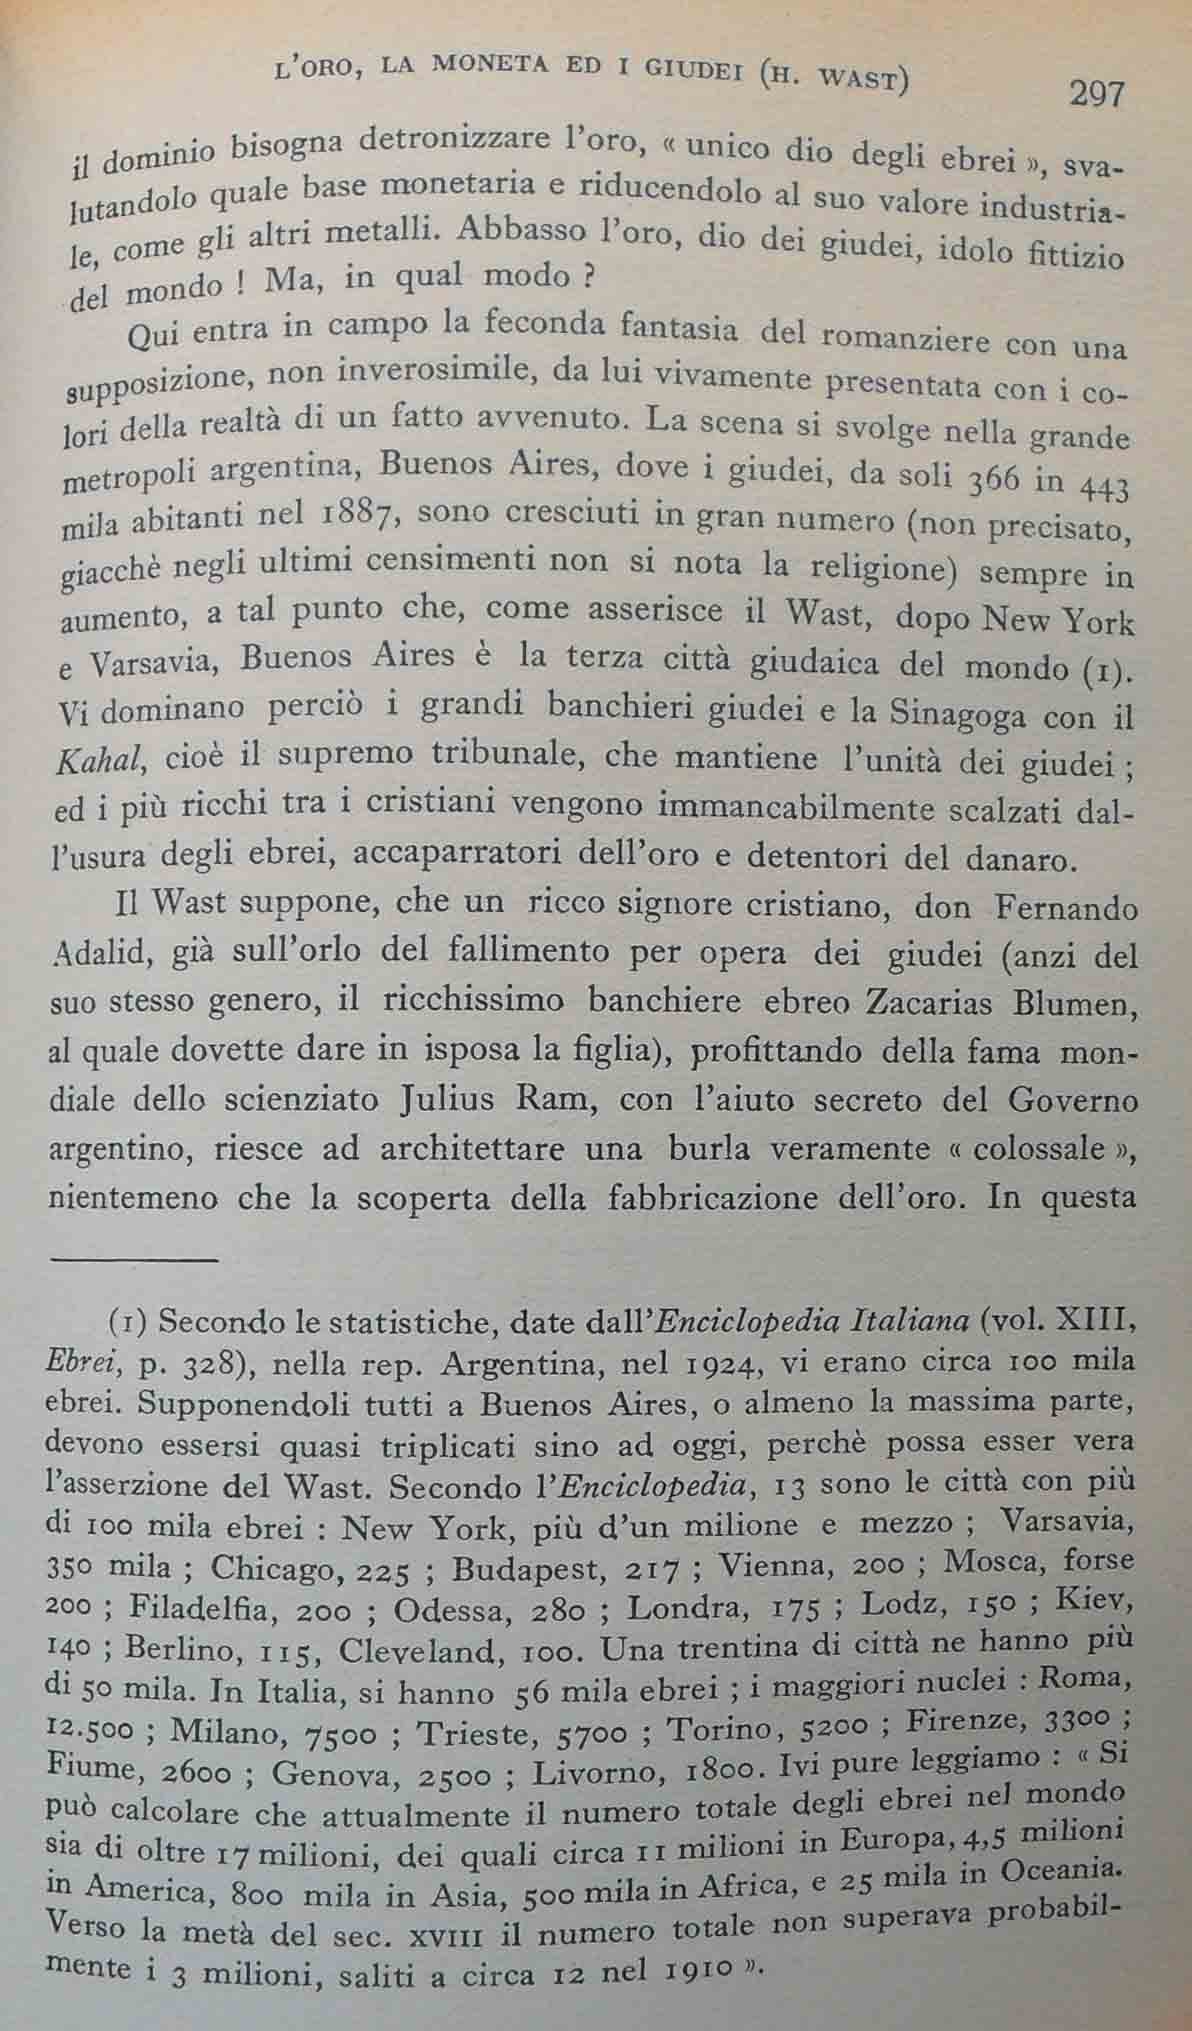 L'ORO, LA MONETA ED I GIUDEI (H. WAST)
297
il dominio bisogna detronizzare l'oro, « unico dio degli ebrei », sva-
lutandolo quale base monetaria e riducendolo al suo valore industria-
le, come gli altri metalli. Abbasso l'oro, dio dei giudei, idolo fittizio
del mondo ! Ma, in qual modo ?
Qui entra in campo la feconda fantasia del romanziere con una
supposizione, non inverosimile, da lui vivamente presentata con i co-
lori della realtà di un fatto avvenuto. La scena si svolge nella grande
metropoli argentina, Buenos Aires, dove i giudei, da soli 366 in 443
mila abitanti nel 1887, sono cresciuti in gran numero (non precisato,
giacchè negli ultimi censimenti non si nota la religione) sempre in
aumento, a tal punto che, come asserisce il Wast, dopo New York
e Varsavia, Buenos Aires è la terza città giudaica del mondo (1).
Vi dominano perciò i grandi banchieri giudei e la Sinagoga con il
Kahal, cioè il supremo tribunale, che mantiene l'unità dei giudei ;
ed i più ricchi tra i cristiani vengono immancabilmente scalzati dal-
l'usura degli ebrei, accaparratori dell'oro e detentori del danaro.
Il Wast suppone, che un ricco signore cristiano, don Fernando
Adalid, già sull'orlo del fallimento per opera dei giudei (anzi del
suo stesso genero, il ricchissimo banchiere ebreo Zacarias Blumen,
al quale dovette dare in isposa la figlia), profittando della fama mon-
diale dello scienziato Julius Ram, con l'aiuto secreto del Governo
argentino, riesce ad architettare una burla veramente « colossale »,
nientemeno che la scoperta della fabbricazione dell'oro. In questa
(1) Secondo le statistiche, date dall'Enciclopedia Italiana (vol. XIII,
Ebrei, p. 328), nella rep. Argentina, nel 1924, vi erano circa 100 mila
ebrei. Supponendoli tutti a Buenos Aires, o almeno la massima parte,
devono essersi quasi triplicati sino ad oggi, perchè possa esser vera
l'asserzione del Wast. Secondo l'Enciclopedia, 13 sono le città con più
di 100 mila ebrei : New York, più d'un milione e mezzo ; Varsavia,
350 mila ; Chicago, 225 ; Budapest, 217 ; Vienna, 200 ; Mosca, forse
200 ; Filadelfia, 200 ; Odessa, 280 ; Londra, 175 ; Lodz, 150 ; Kiev,
140 ; Berlino, 115, Cleveland, 100. Una trentina di città ne hanno più
di 50 mila. In Italia, si hanno 56 mila ebrei ; i maggiori nuclei : Roma,
12.500 ; Milano, 7500 ; Trieste, 5700 ; Torino, 5200 ; Firenze, 3300 ;
Fiume, 2600 ; Genova, 2500 ; Livorno, 1800. Ivi pure leggiamo : « Si
può calcolare che attualmente il numero totale degli ebrei nel mondo
sia di oltre 17 milioni, dei quali circa 11 milioni in Europa, 4,5 milioni
in America, 800 mila in Asia, 500 mila in Africa, e 25 mila in Oceania.
Verso la metà del sec. XVIII il numero totale non superava probabil-
mente i 3 milioni, saliti a circa 12 nel 1910 ».